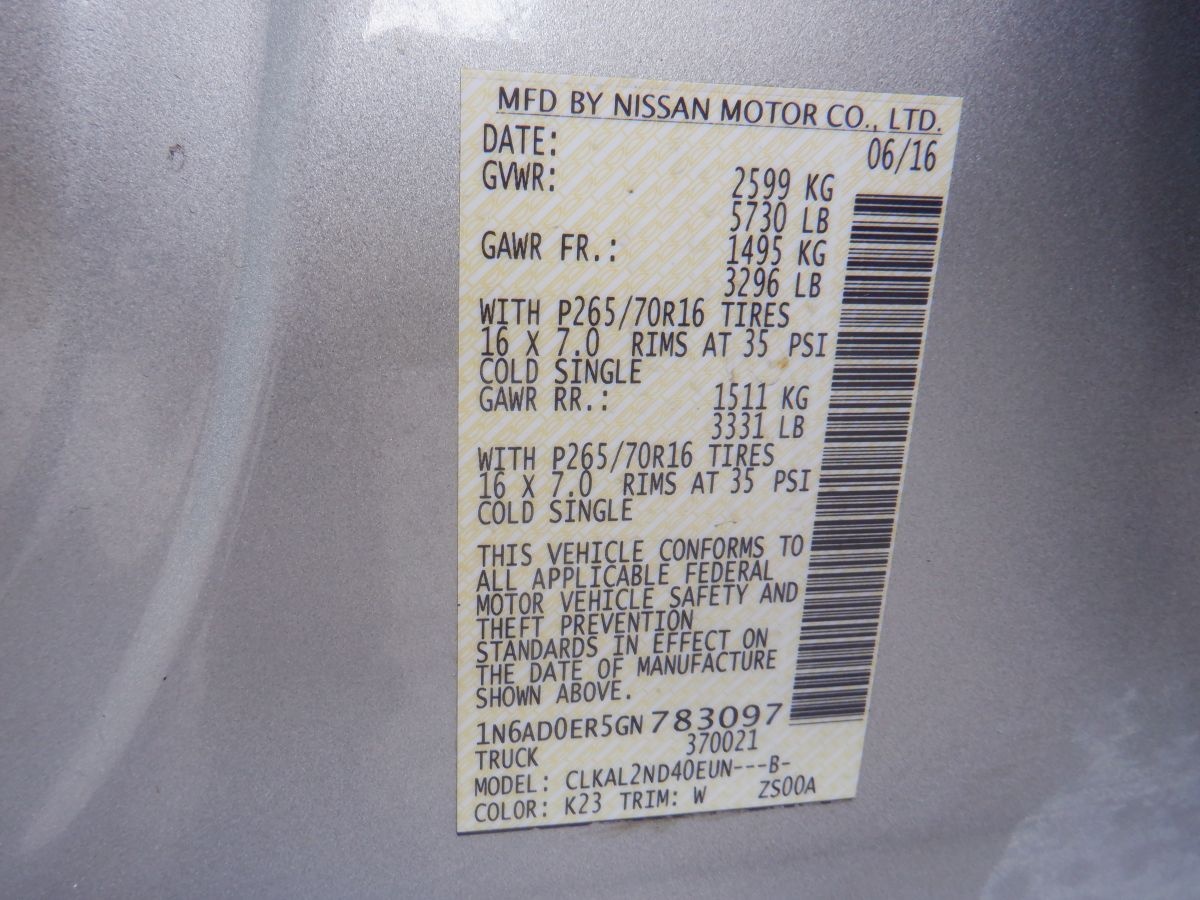 MFD BY NISSAN MOTOR CO., LTD.
DATE: 06/16
GVWR: 2599 KG
5730 LB
GAWR FR.: 1495 KG
3296 LB
WITH P265/70R16 TIRES
16 X 7.0 RIMS AT 35 PSI
COLD SINGLE
GAWR RR.: 1511 KG
3331 LB
WITH P265/70R16 TIRES
16 X 7.0 RIMS AT 35 PSI
COLD SINGLE
THIS VEHICLE CONFORMS TO
ALL APPLICABLE FEDERAL
MOTOR VEHICLE SAFETY AND
THEFT PREVENTION
STANDARDS IN EFFECT ON
THE DATE OF MANUFACTURE
SHOWN ABOVE.
1N6AD0ER5GN783097
TRUCK 370021
MODEL: CLKAL2ND40EUN---B-
COLOR: K23 TRIM: W ZS00A